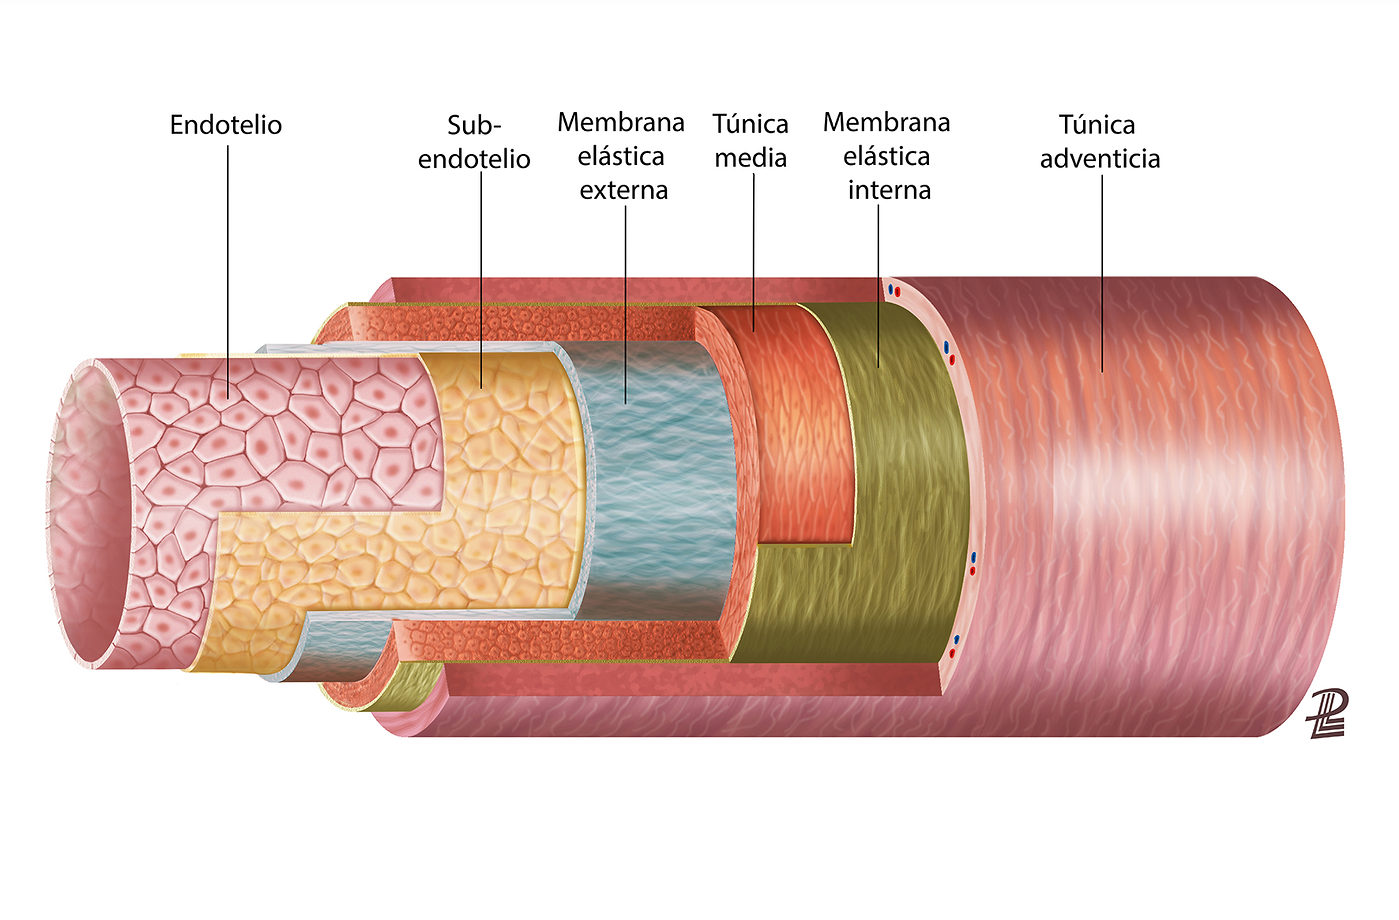 Endotelio
Sub-
endotelio
Membrana
elástica
externa
Túnica
media
Membrana
elástica
interna
Túnica
adventicia